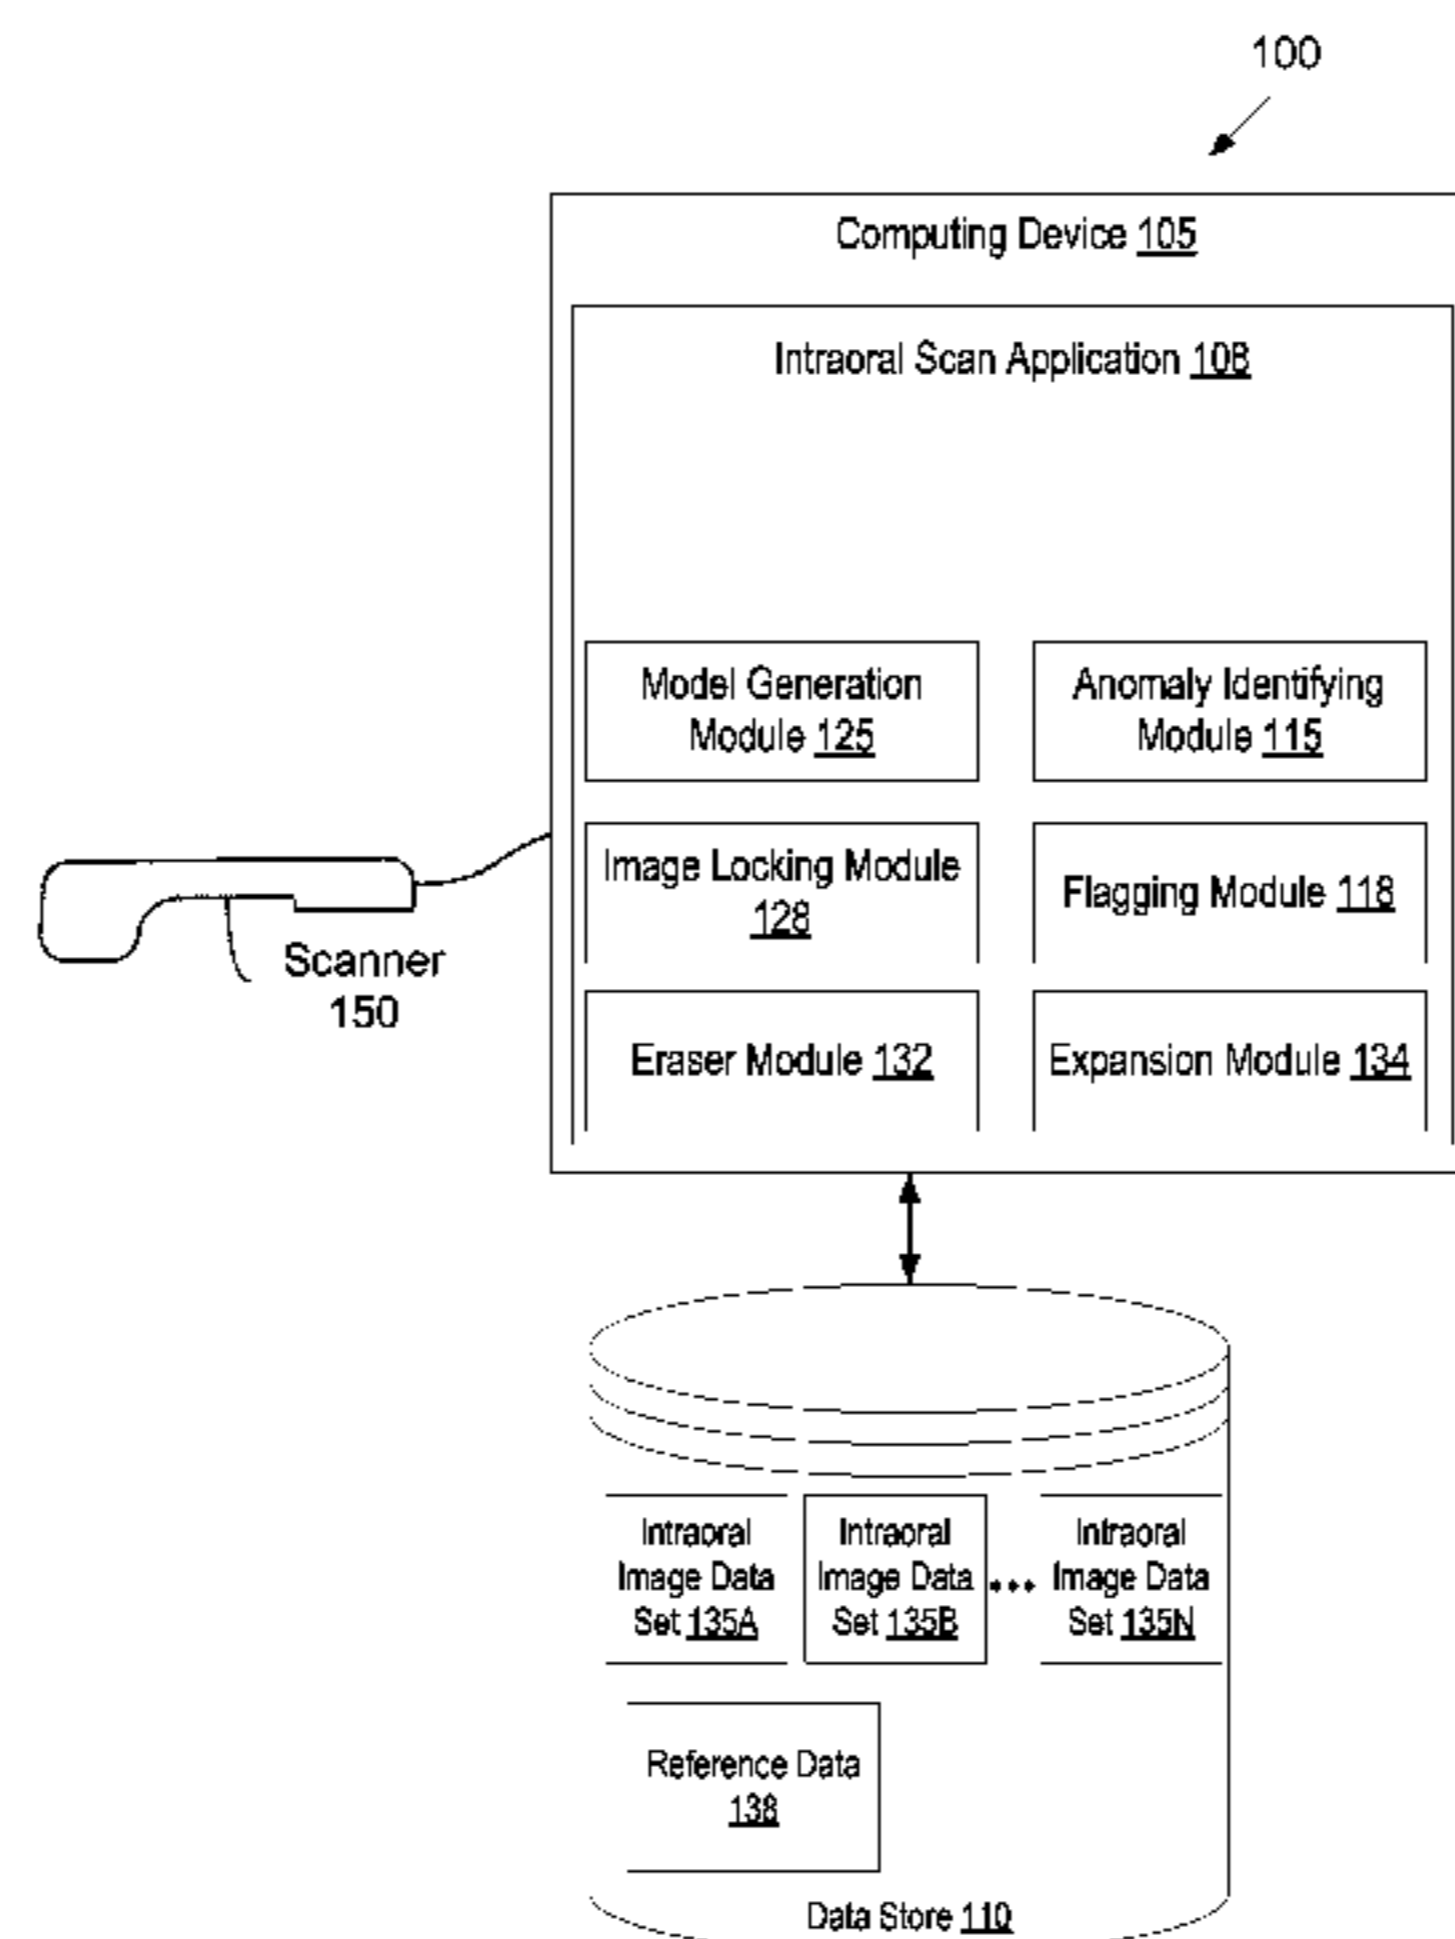 100
Computing Device 105
Intraoral Scan Application 108
Model Generation
Module 125
Anomaly Identifying
Module 115
Image Locking Module
128
Flagging Module 118
Scanner
150
Eraser Module 132
Expansion Module 134
Intraoral
Image Data
Set 135A
Intraoral
Image Data
Set 135B
...
Intraoral
Image Data
Set 135N
Reference Data
138
Data Store 110